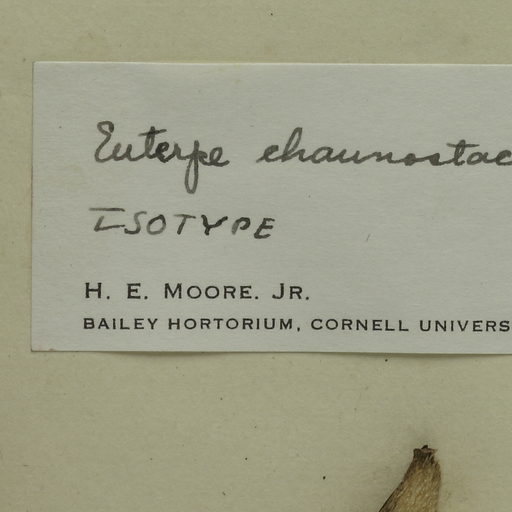 Euterpe chaunostac
ISOTYPE
H. E. MOORE. JR.
BAILEY HORTORIUM, CORNELL UNIVERS